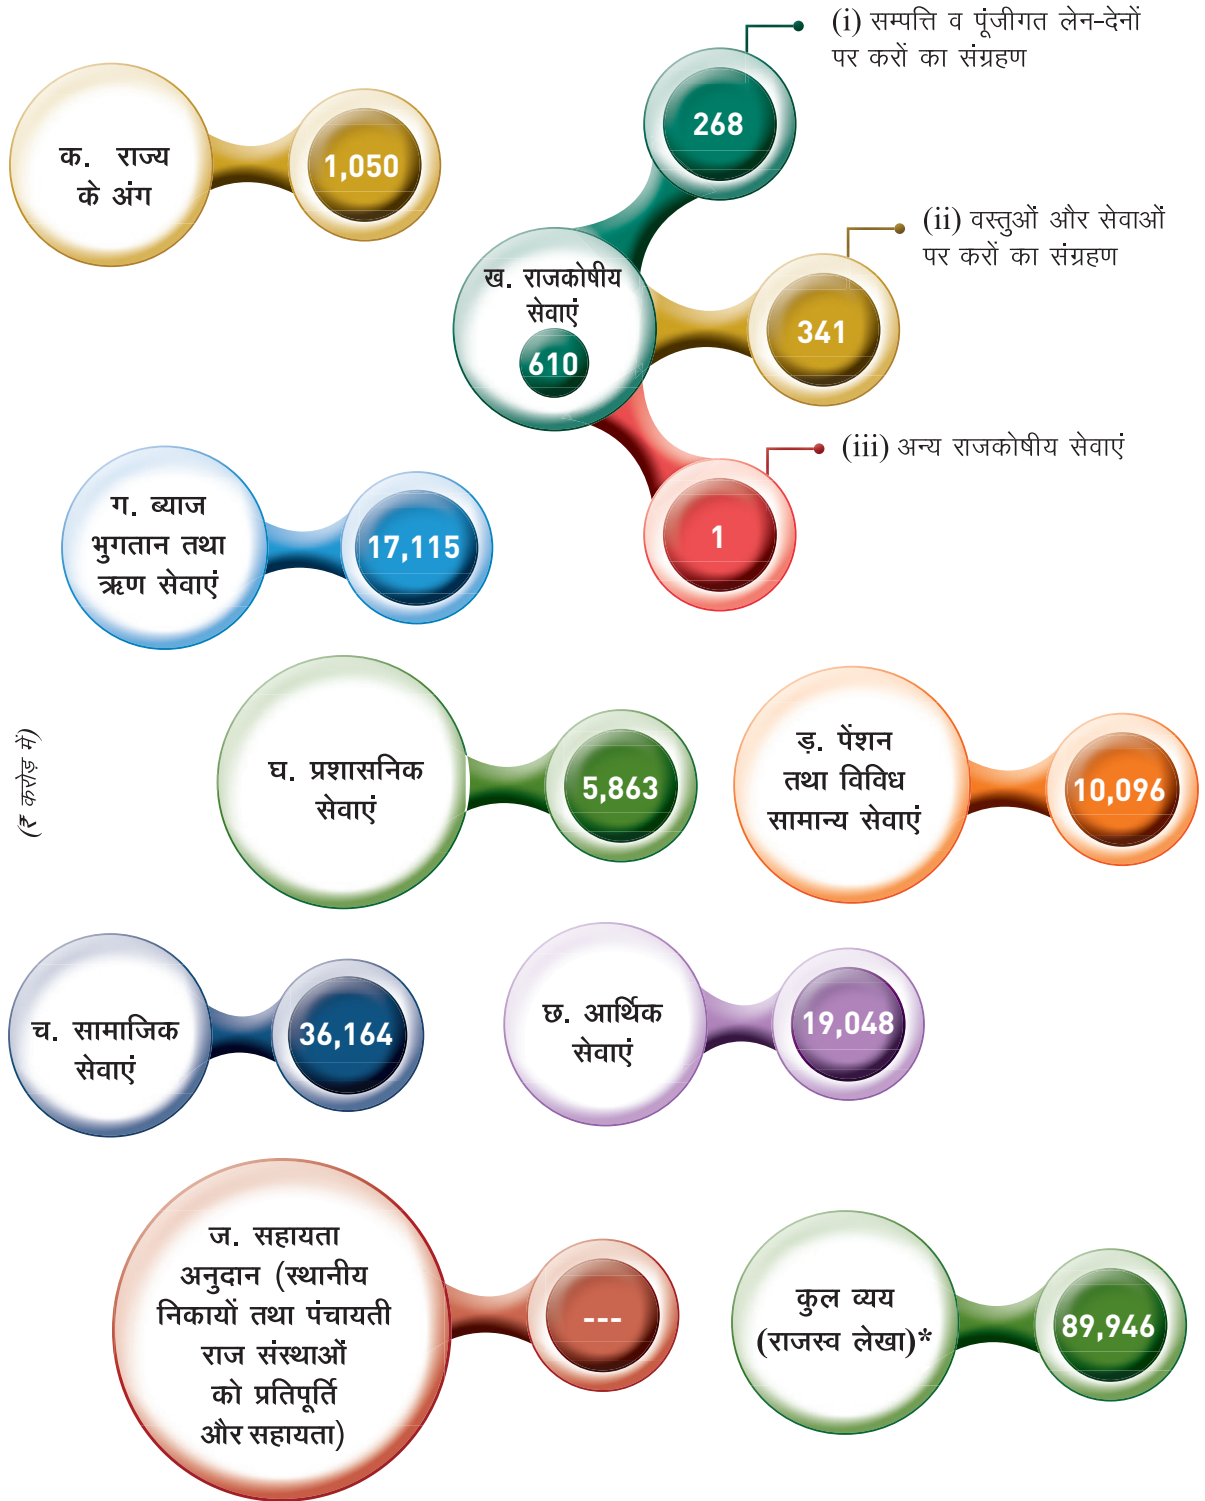 (i) सम्पत्ति व पूंजीगत लेन-देनों
पर करों का संग्रहण
268
क. राज्य
के अंग
1,050
(ii) वस्तुओं और सेवाओं
पर करों का संग्रहण
341
ख. राजकोषीय
सेवाएं
610
(iii) अन्य राजकोषीय सेवाएं
1
ग. ब्याज
भुगतान तथा
ऋण सेवाएं
17,115
(₹ करोड़ में)
घ. प्रशासनिक
सेवाएं
5,863
ड़. पेंशन
तथा विविध
सामान्य सेवाएं
10,096
च. सामाजिक
सेवाएं
36,164
छ. आर्थिक
सेवाएं
19,048
ज. सहायता
अनुदान (स्थानीय
निकायों तथा पंचायती
राज संस्थाओं
को प्रतिपूर्ति
और सहायता)
---
कुल व्यय
(राजस्व लेखा)*
89,946